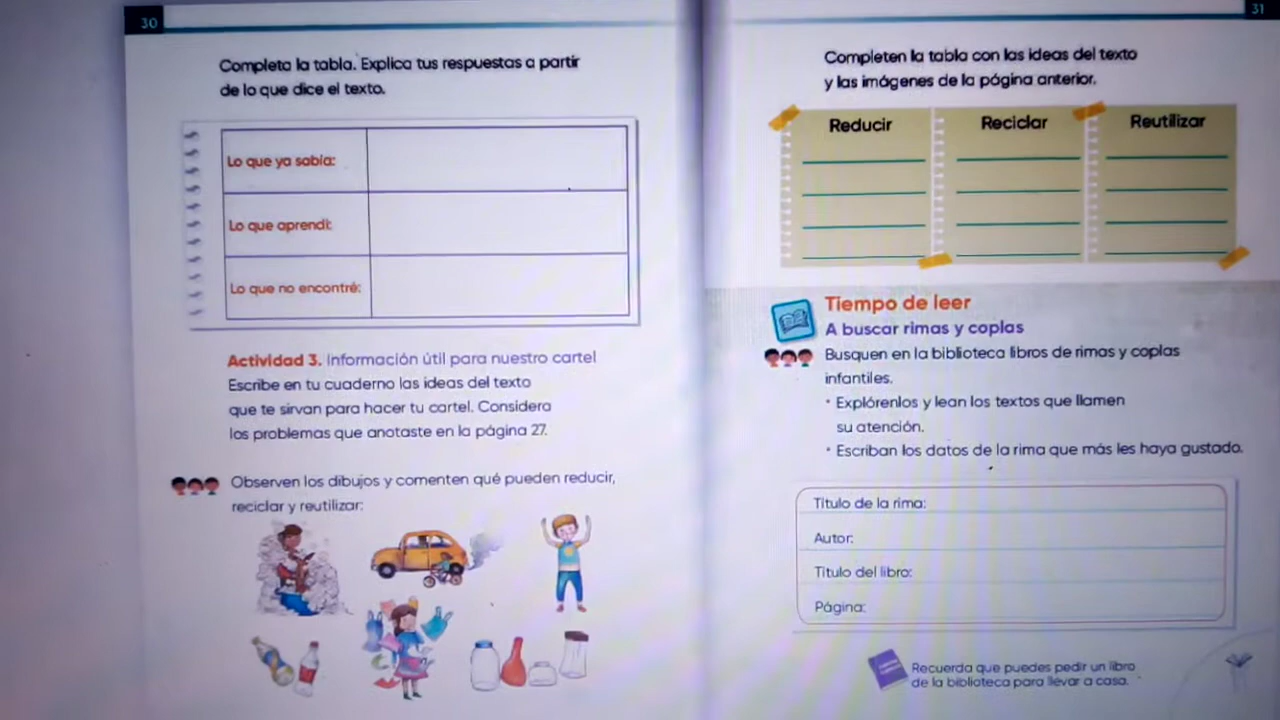 30
Completa la tabla. Explica tus respuestas a partir
de lo que dice el texto.
Lo que ya sabía:
Lo que aprendí:
Lo que no encontré:
Actividad 3. Información útil para nuestro cartel
Escribe en tu cuaderno las ideas del texto
que te sirvan para hacer tu cartel. Considera
los problemas que anotaste en la página 27.
Observen los dibujos y comenten qué pueden reducir,
reciclar y reutilizar:
31
Completen la tabla con las ideas del texto
y las imágenes de la página anterior.
Reducir Reciclar Reutilizar
Tiempo de leer
A buscar rimas y coplas
Busquen en la biblioteca libros de rimas y coplas
infantiles.
• Explórenlos y lean los textos que llamen
su atención.
• Escriban los datos de la rima que más les haya gustado.
Título de la rima:
Autor:
Título del libro:
Página:
Recuerda que puedes pedir un libro
de la biblioteca para llevar a casa.